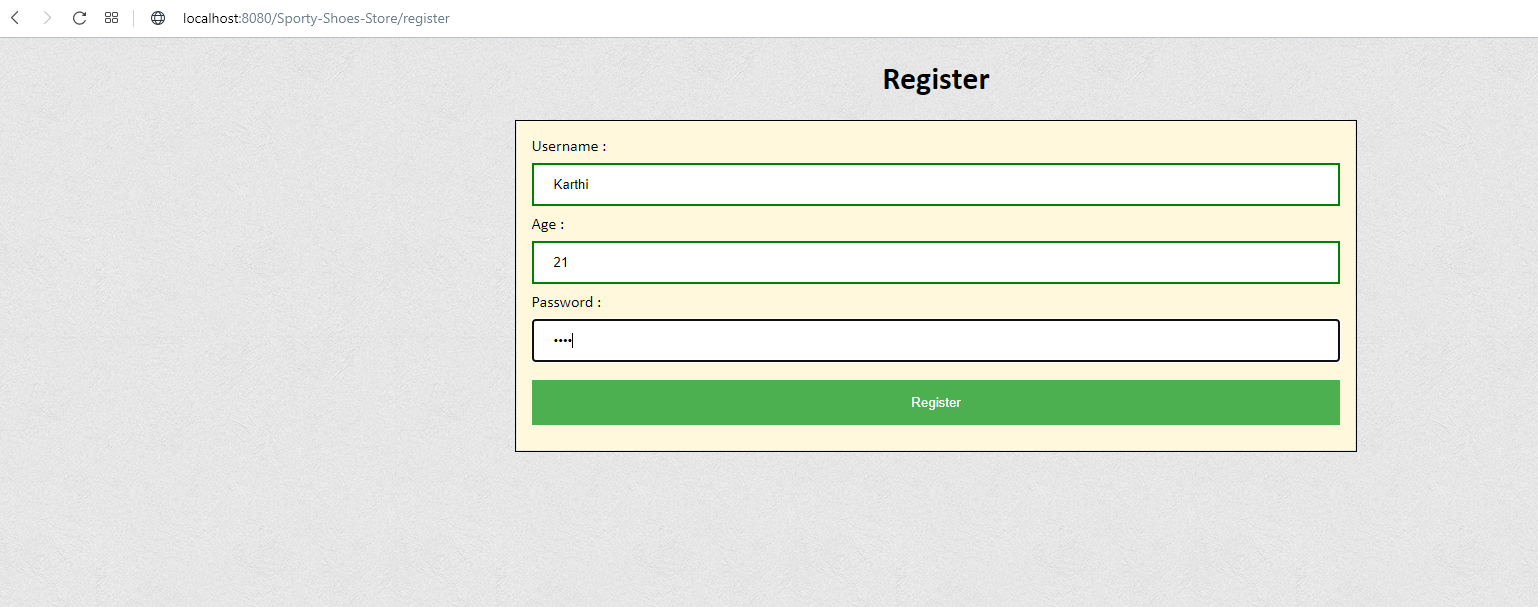 localhost:8080/Sporty-Shoes-Store/register
Register
Username :
Karthi
Age :
21
Password :
••••
Register